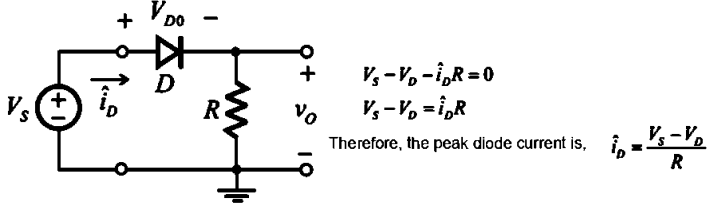 + V_D0 −
V_S
+
−
î_D
D
R
+
v_O
−
V_S − V_D − î_D R = 0
V_S − V_D = î_D R
Therefore, the peak diode current is, î_D = (V_S − V_D) / R